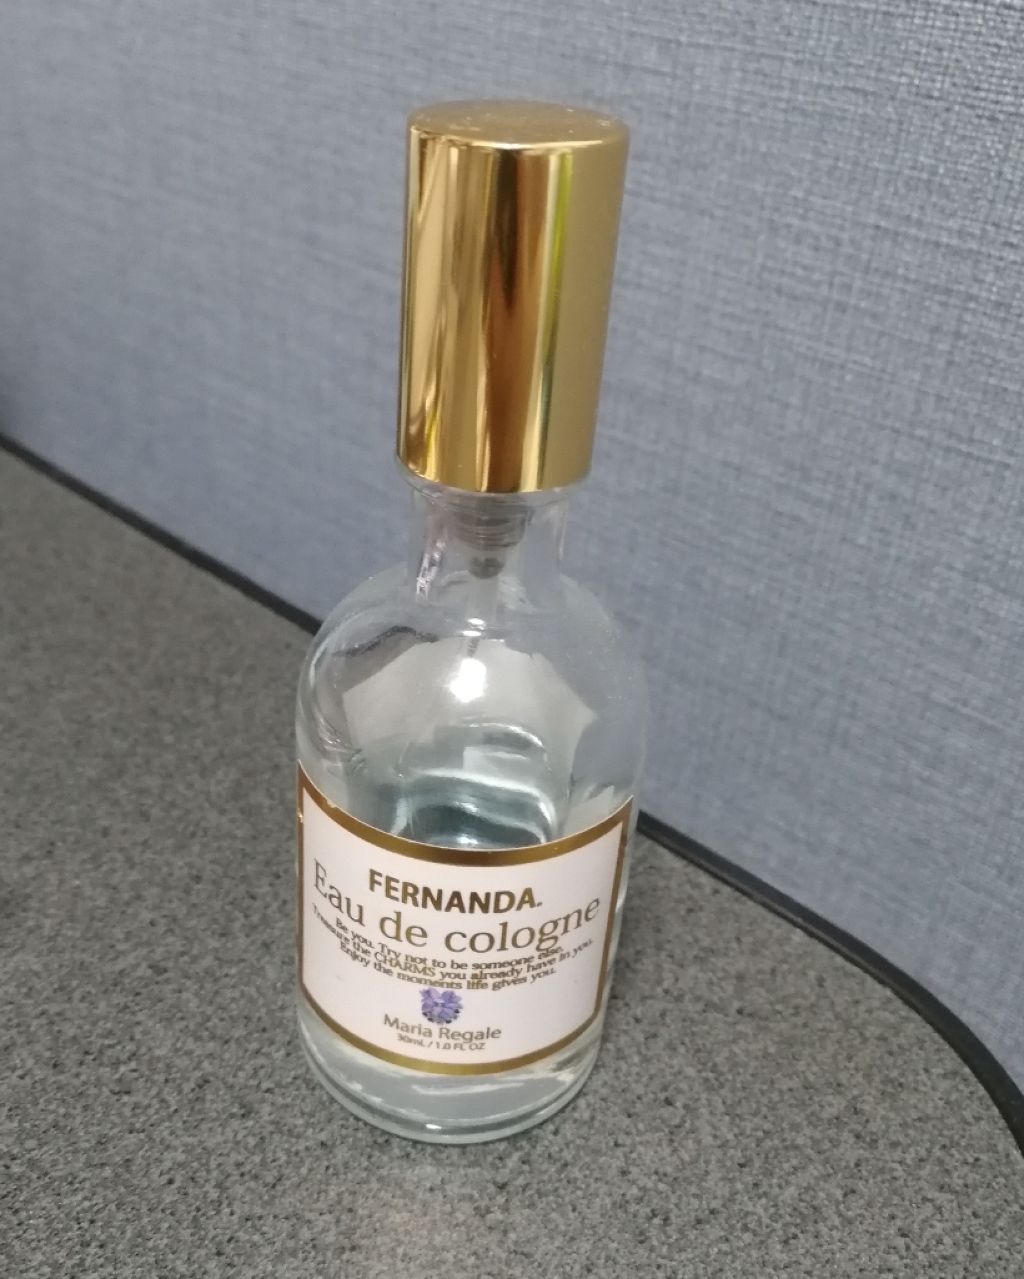 FERNANDA.
Eau de cologne
Be you. Try not to be someone else.
Treasure the CHARMS you already have in you.
Enjoy the moments life gives you.
Maria Regale
30mL / 1.0 FL OZ